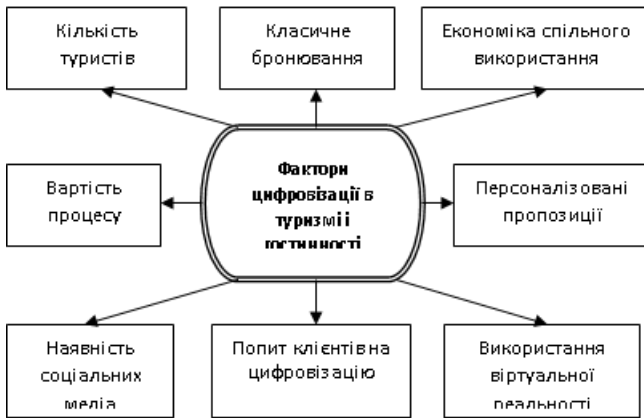 Кількість
туристів
Класичне
бронювання
Економіка спільного
використання
Вартість
процесу
Фактори
цифровізації в
туризмі і
гостинності
Персоналізовані
пропозиції
Наявність
соціальних
медіа
Попит клієнтів на
цифровізацію
Використання
віртуальної
реальності